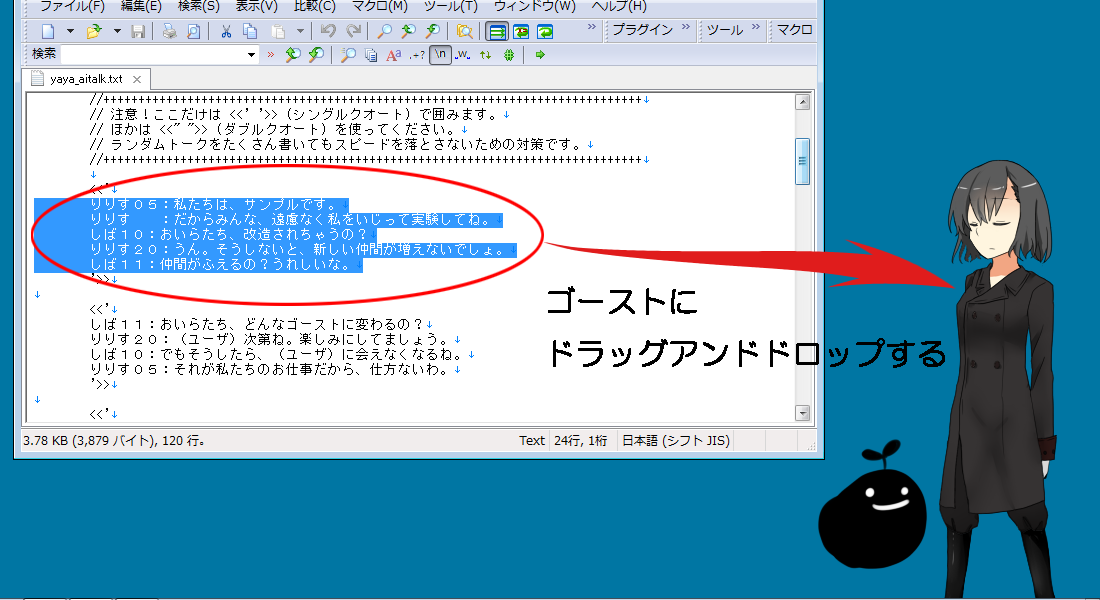 ファイル(F) 編集(E) 検索(S) 表示(V) 比較(C) マクロ(M) ツール(T) ウィンドウ(W) ヘルプ(H)
» プラグイン » ツール » マクロ
検索 » Aa .+? \n .w.
yaya_aitalk.txt ×
//+++++++++++++++++++++++++++++++++++++++++++++++++++++++++++++++++++++++++++++↓
// 注意！ここだけは <<' '>>（シングルクオート）で囲みます。↓
// ほかは <<" ">>（ダブルクオート）を使ってください。↓
// ランダムトークをたくさん書いてもスピードを落とさないための対策です。↓
//+++++++++++++++++++++++++++++++++++++++++++++++++++++++++++++++++++++++++++++↓
↓
<<'↓
りりす０５：私たちは、サンプルです。↓
りりす　　：だからみんな、遠慮なく私をいじって実験してね。↓
しば１０：おいらたち、改造されちゃうの？↓
りりす２０：うん。そうしないと、新しい仲間が増えないでしょ。↓
しば１１：仲間がふえるの？うれしいな。↓
'>>↓
↓
<<'↓
しば１１：おいらたち、どんなゴーストに変わるの？↓
りりす２０：（ユーザ）次第ね。楽しみにしてましょう。↓
しば１０：でもそうしたら、（ユーザ）に会えなくなるね。↓
りりす０５：それが私たちのお仕事だから、仕方ないわ。↓
'>>↓
↓
<<'↓
ゴーストに
ドラッグアンドドロップする
3.78 KB (3,879 バイト), 120 行。 Text 24行, 1桁 日本語 (シフト JIS)